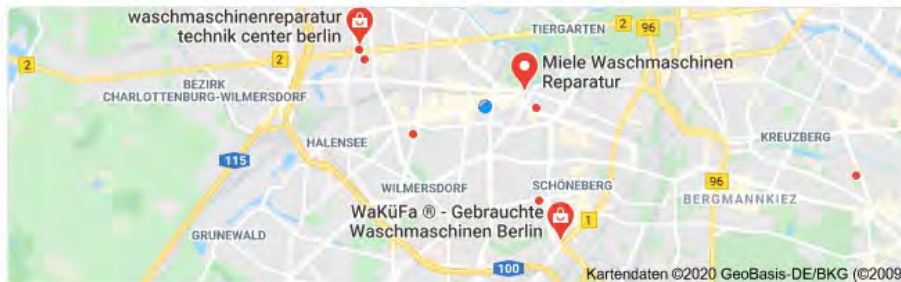 waschmaschinenreparatur
technik center berlin
TIERGARTEN
2
96
2
2
Miele Waschmaschinen
Reparatur
BEZIRK
CHARLOTTENBURG-WILMERSDORF
HALENSEE
KREUZBERG
115
WILMERSDORF
SCHÖNEBERG
96
BERGMANNKIEZ
WaKüFa ® - Gebrauchte
Waschmaschinen Berlin
1
GRUNEWALD
100
Kartendaten ©2020 GeoBasis-DE/BKG (©2009